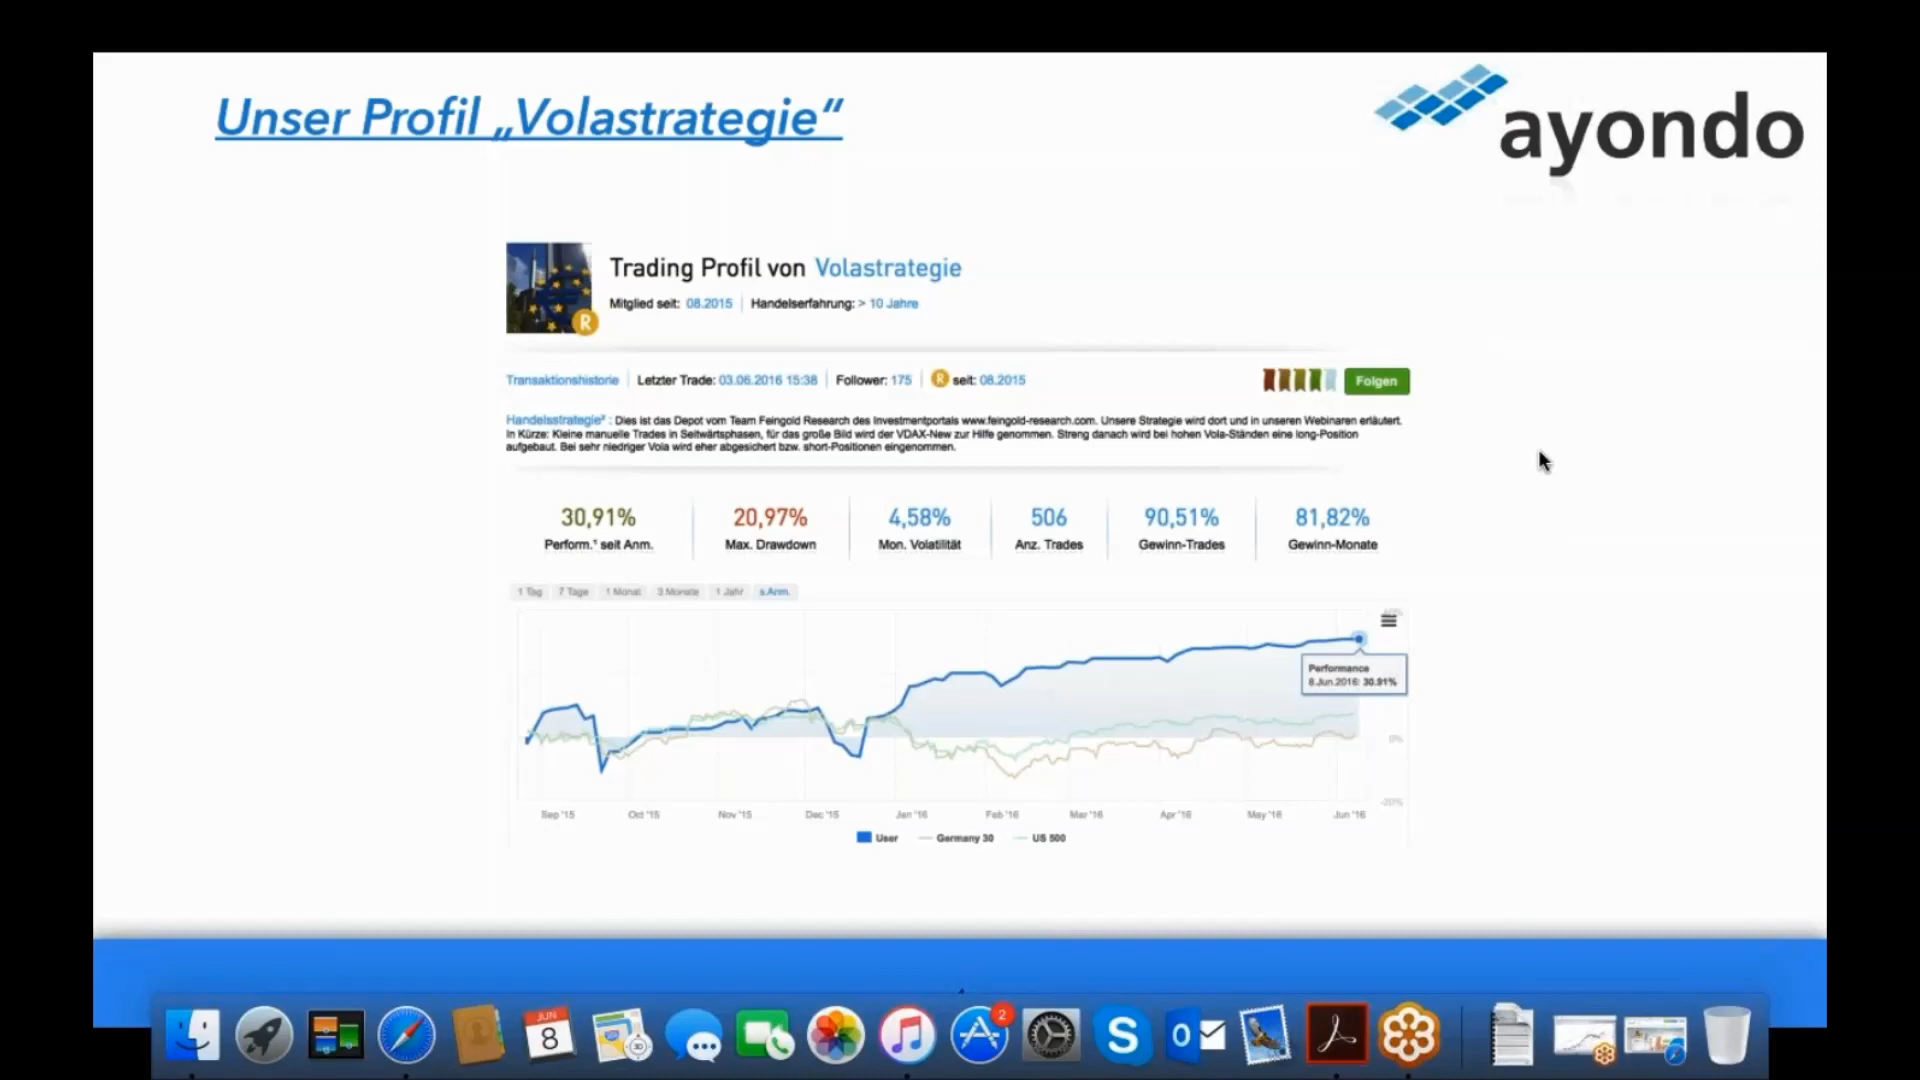 Unser Profil „Volastrategie“
ayondo
Trading Profil von Volastrategie
Mitglied seit: 08.2015 Handelserfahrung: > 10 Jahre
R
Transaktionshistorie Letzter Trade: 03.06.2016 15:38 Follower: 175 R seit: 08.2015 Folgen
Handelsstrategie² : Dies ist das Depot vom Team Feingold Research des Investmentportals www.feingold-research.com. Unsere Strategie wird dort und in unseren Webinaren erläutert.
In Kürze: Kleine manuelle Trades in Seitwärtsphasen, für das große Bild wird der VDAX-New zur Hilfe genommen. Streng danach wird bei hohen Vola-Ständen eine long-Position
aufgebaut. Bei sehr niedriger Vola wird eher abgesichert bzw. short-Positionen eingenommen.
30,91% 20,97% 4,58% 506 90,51% 81,82%
Perform.¹ seit Anm. Max. Drawdown Mon. Volatilität Anz. Trades Gewinn-Trades Gewinn-Monate
1 Tag 7 Tage 1 Monat 3 Monate 1 Jahr s.Anm.
Performance
8.Jun.2016: 30.91%
0%
-20%
Sep '15 Oct '15 Nov '15 Dec '15 Jan '16 Feb '16 Mar '16 Apr '16 May '16 Jun '16
User Germany 30 US 500
JUN
8
2
S
O